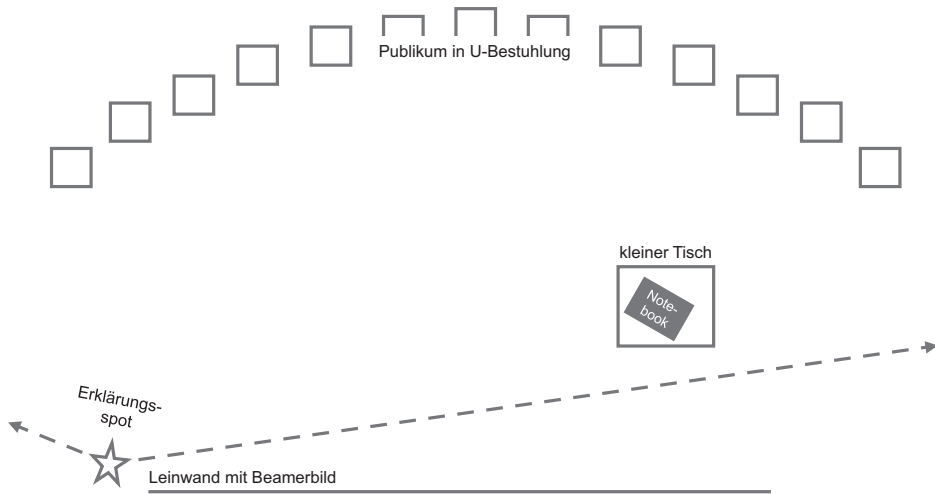 Publikum in U-Bestuhlung
kleiner Tisch
Note-
book
Erklärungs-
spot
Leinwand mit Beamerbild